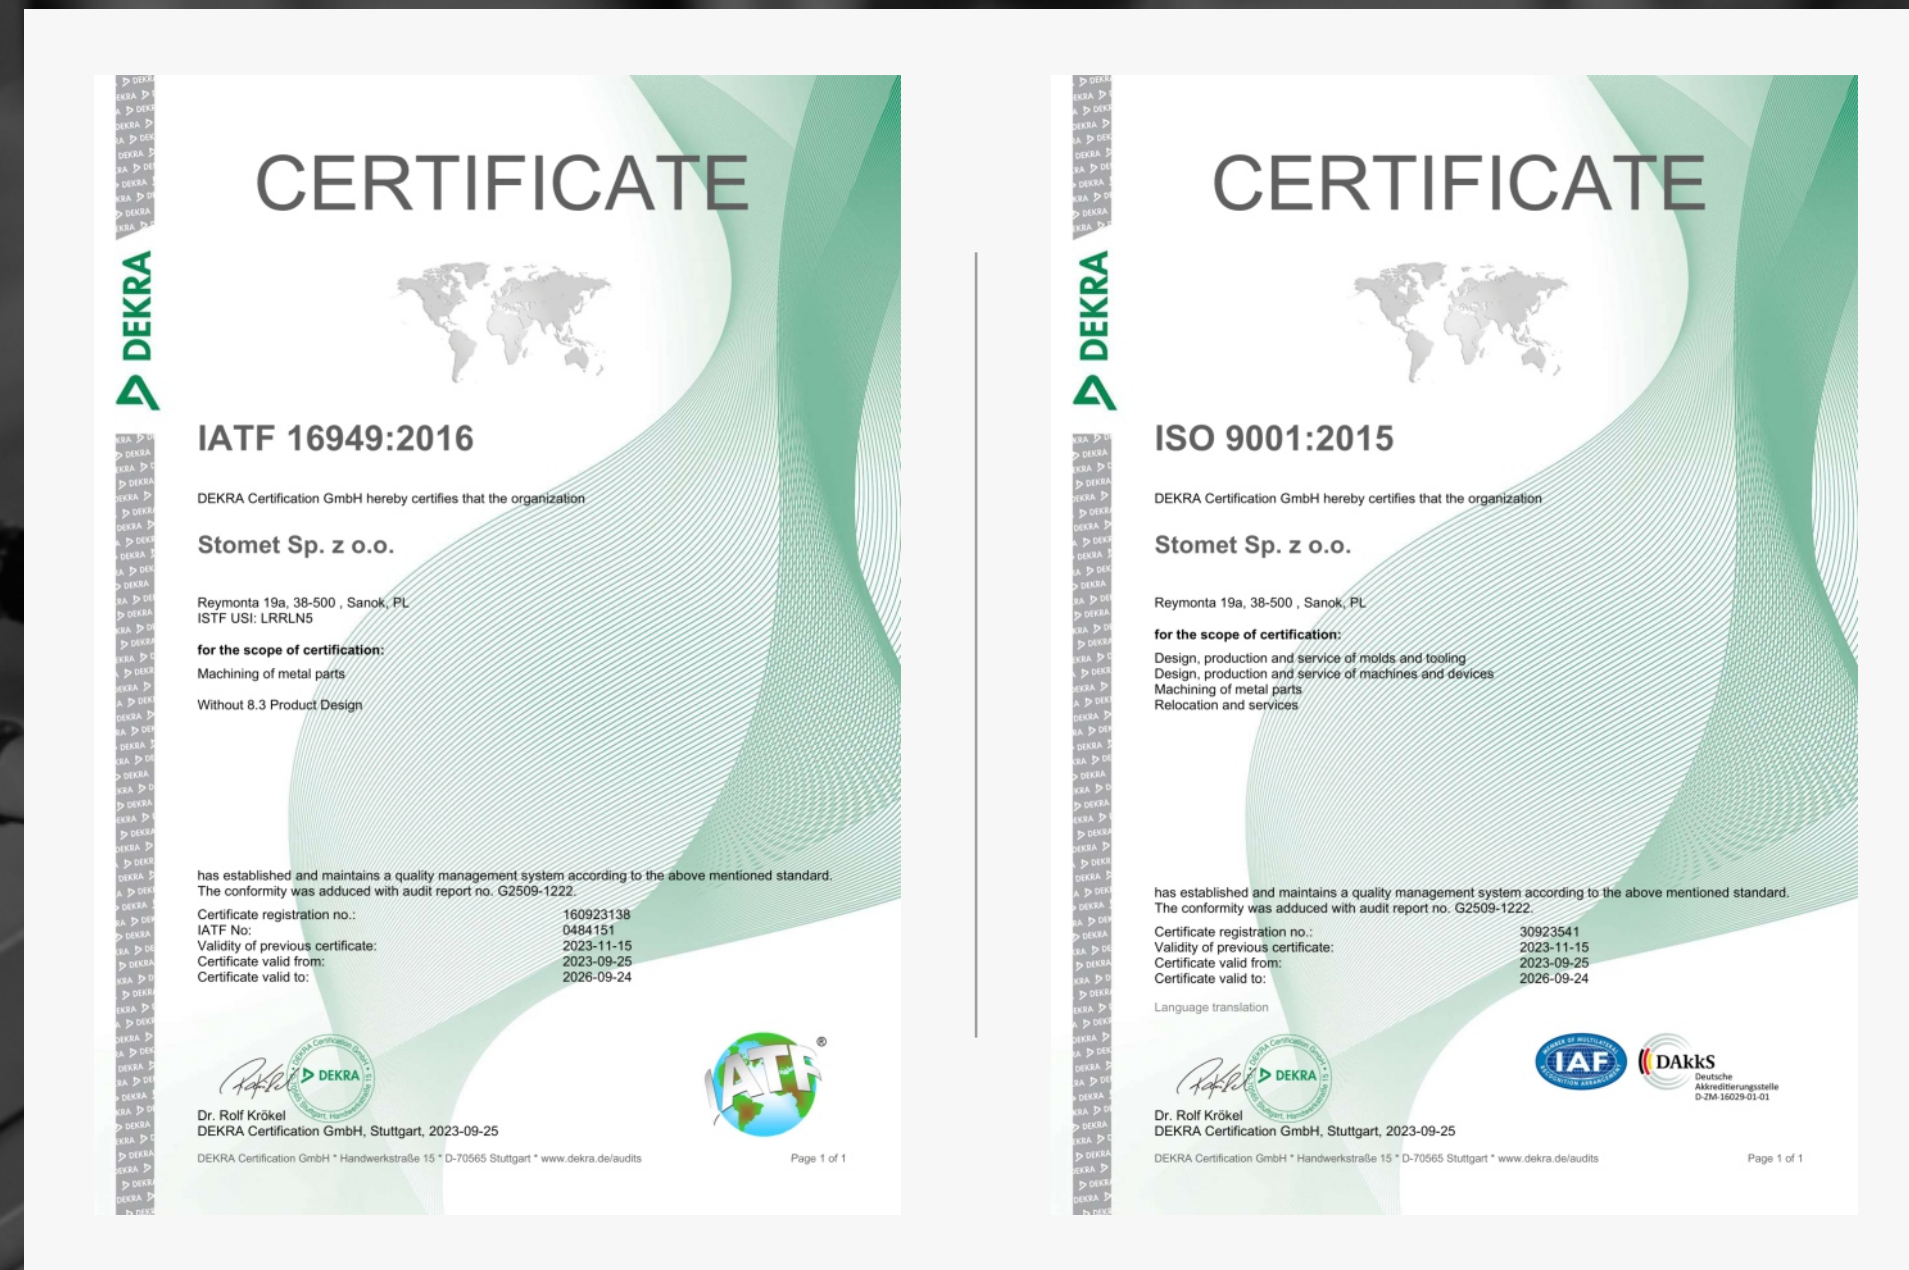 CERTIFICATE
DEKRA
IATF 16949:2016
DEKRA Certification GmbH hereby certifies that the organization
Stomet Sp. z o.o.
Reymonta 19a, 38-500 , Sanok, PL
ISTF USI: LRRLN5
for the scope of certification:
Machining of metal parts
Without 8.3 Product Design
has established and maintains a quality management system according to the above mentioned standard.
The conformity was adduced with audit report no. G2509-1222.
Certificate registration no.: 160923138
IATF No: 0484151
Validity of previous certificate: 2023-11-15
Certificate valid from: 2023-09-25
Certificate valid to: 2026-09-24
DEKRA
IATF ®
Dr. Rolf Krökel
DEKRA Certification GmbH, Stuttgart, 2023-09-25
DEKRA Certification GmbH * Handwerkstraße 15 * D-70565 Stuttgart * www.dekra.de/audits Page 1 of 1
CERTIFICATE
DEKRA
ISO 9001:2015
DEKRA Certification GmbH hereby certifies that the organization
Stomet Sp. z o.o.
Reymonta 19a, 38-500 , Sanok, PL
for the scope of certification:
Design, production and service of molds and tooling
Design, production and service of machines and devices
Machining of metal parts
Relocation and services
has established and maintains a quality management system according to the above mentioned standard.
The conformity was adduced with audit report no. G2509-1222.
Certificate registration no.: 30923541
Validity of previous certificate: 2023-11-15
Certificate valid from: 2023-09-25
Certificate valid to: 2026-09-24
Language translation
DEKRA
MEMBER OF MULTILATERAL
IAF
RECOGNITION ARRANGEMENT
DAkkS
Deutsche
Akkreditierungsstelle
D-ZM-16029-01-01
Dr. Rolf Krökel
DEKRA Certification GmbH, Stuttgart, 2023-09-25
DEKRA Certification GmbH * Handwerkstraße 15 * D-70565 Stuttgart * www.dekra.de/audits Page 1 of 1